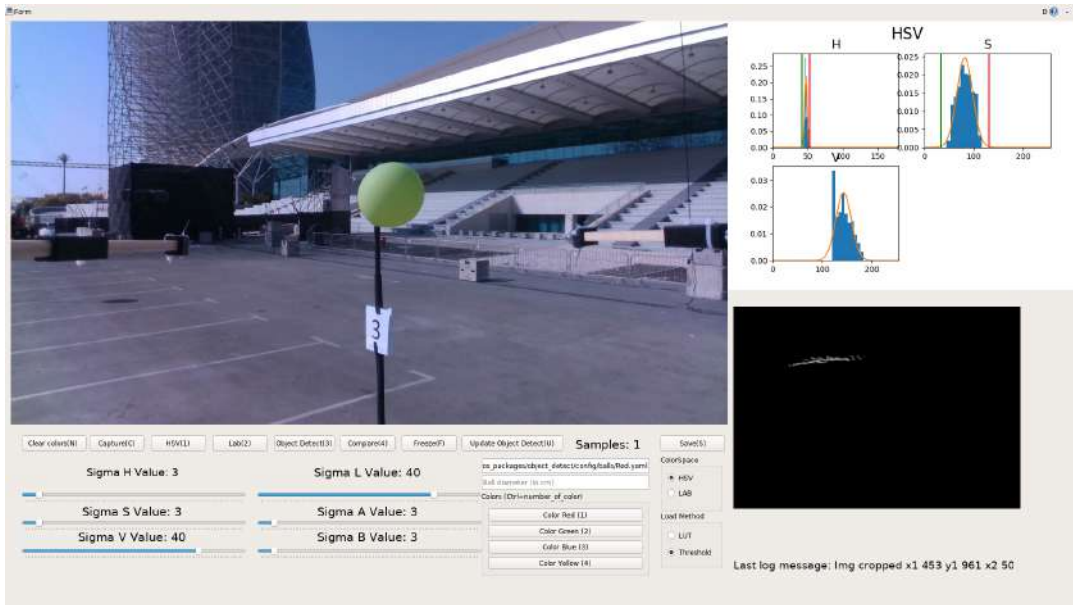 Form
D
3
HSV
H
S
0.25
0.20
0.15
0.10
0.05
0.00
0
50
100
150
0.025
0.020
0.015
0.010
0.005
0.000
0
100
200
V
0.03
0.02
0.01
0.00
0
100
200
Clear colors(N) Capture(C) HSV(1) Lab(2) Object Detect(3) Compare(4) Freeze(F) Update Object Detect(U) Samples: 1 Save(S)
Sigma H Value: 3
Sigma L Value: 40
Sigma S Value: 3
Sigma A Value: 3
Sigma V Value: 40
Sigma B Value: 3
os_packages/object_detect/config/balls/Red.yaml
Ball diameter (in cm)
Colors (Ctrl+number_of_color)
Color Red (1)
Color Green (2)
Color Blue (3)
Color Yellow (4)
ColorSpace
HSV
LAB
Load Method
LUT
Threshold
Last log message: Img cropped x1 453 y1 961 x2 50